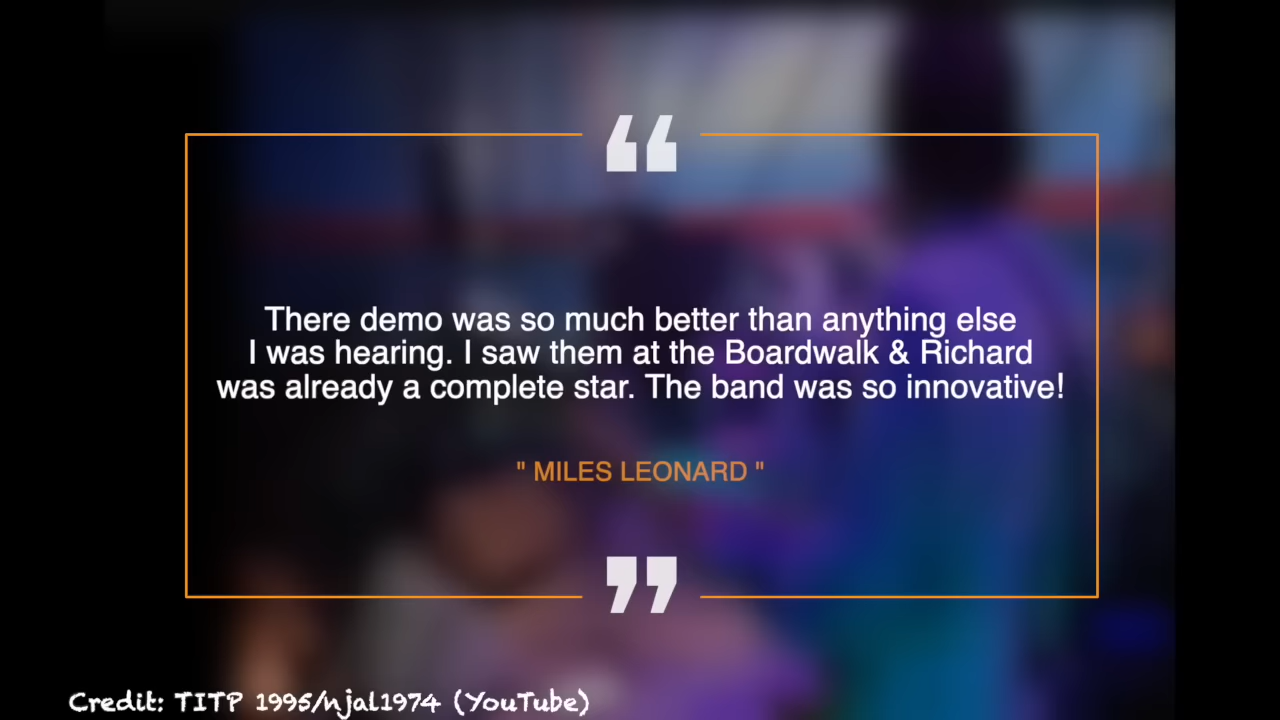 “
There demo was so much better than anything else
I was hearing. I saw them at the Boardwalk & Richard
was already a complete star. The band was so innovative!
" MILES LEONARD "
”
Credit: TITP 1995/njal1974 (YouTube)